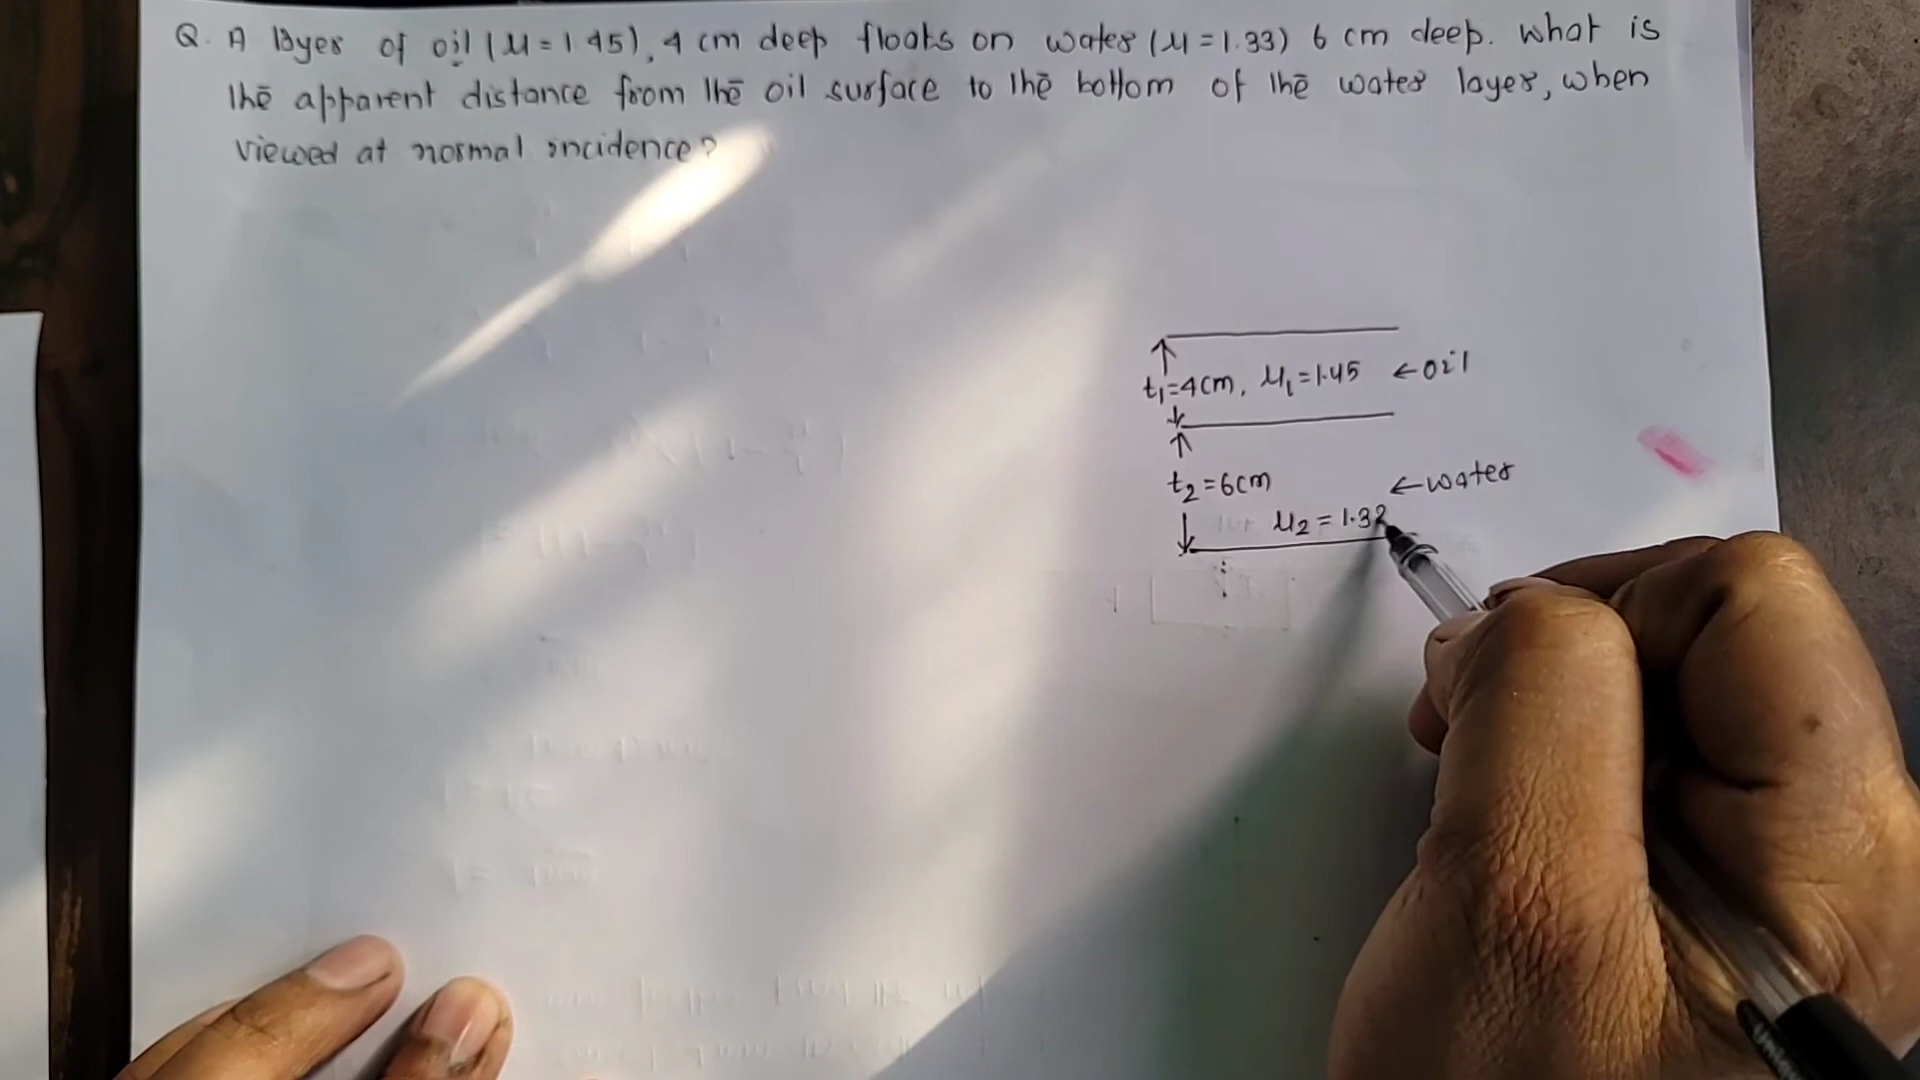 Q. A layer of oil (μ = 1.45), 4 cm deep floats on water (μ = 1.33) 6 cm deep. what is
the apparent distance from the oil surface to the bottom of the water layer, when
viewed at normal incidence?
t₁=4cm, μ₁=1.45 ←oil
t₂=6cm ←water
μ₂ = 1.33